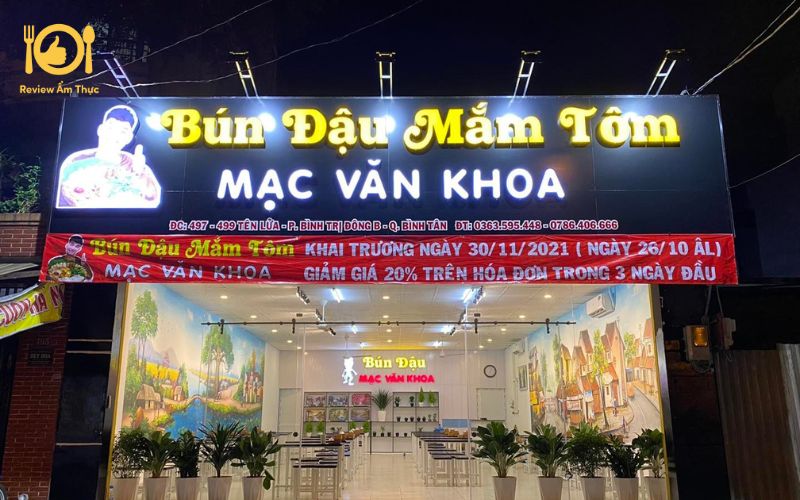 Review Ẩm Thực
Bún Đậu Mắm Tôm
MẠC VĂN KHOA
ĐC: 497 - 499 TÊN LỬA - P. BÌNH TRỊ ĐÔNG B - Q. BÌNH TÂN   ĐT: 0363.595.448 - 0786.406.666
Bún Đậu Mắm Tôm
MẠC VĂN KHOA
KHAI TRƯƠNG NGÀY 30/11/2021 ( NGÀY 26/10 ÂL)
GIẢM GIÁ 20% TRÊN HÓA ĐƠN TRONG 3 NGÀY ĐẦU
Bún Đậu
MẠC VĂN KHOA